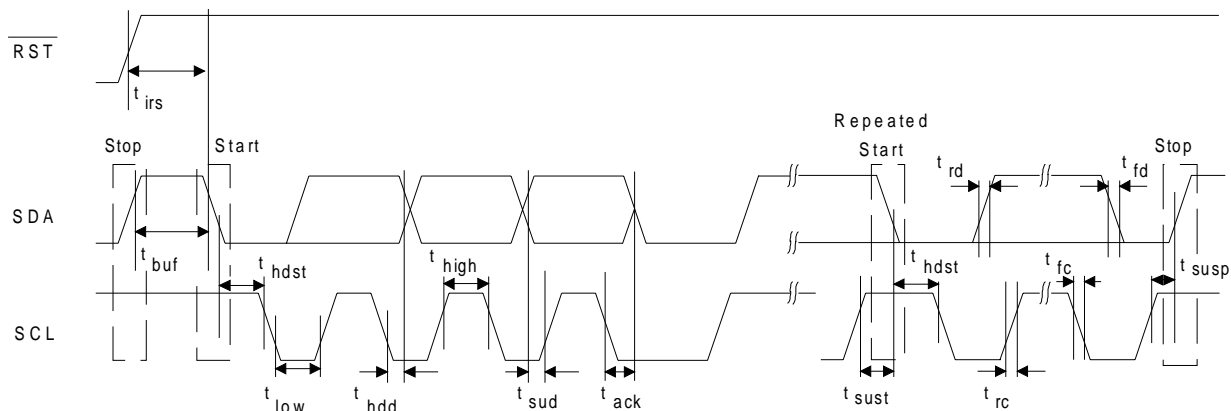 RST
t irs
Repeated
Stop
Start
Start
Stop
t rd
t fd
SDA
t buf
t hdst
t high
t hdst
t fc
t susp
SCL
t low
t hdd
t sud
t ack
t sust
t rc